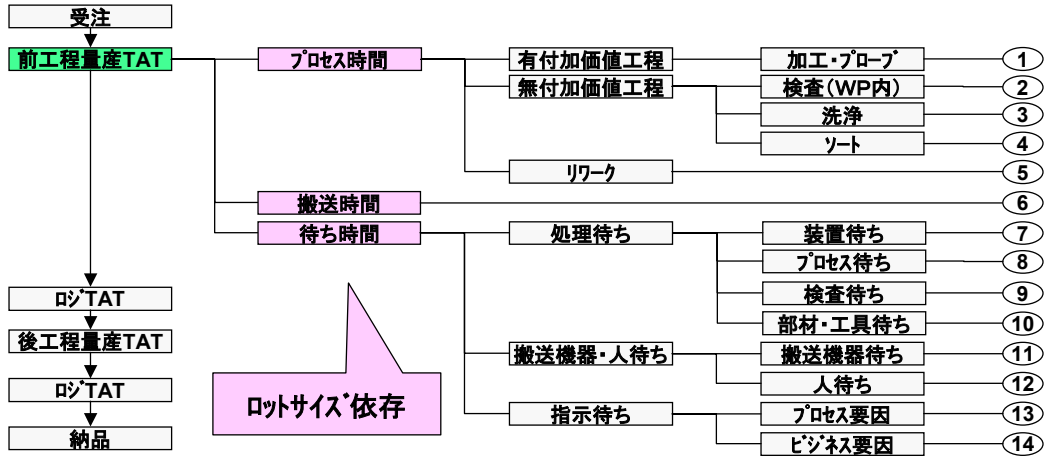 受注
前工程量産TAT
プロセス時間
有付加価値工程
加工・プローブ
①
無付加価値工程
検査(WP内)
②
洗浄
③
ソート
④
リワーク
⑤
搬送時間
⑥
待ち時間
処理待ち
装置待ち
⑦
プロセス待ち
⑧
ロジTAT
検査待ち
⑨
部材・工具待ち
⑩
後工程量産TAT
搬送機器・人待ち
搬送機器待ち
⑪
ロジTAT
人待ち
⑫
ロットサイズ依存
指示待ち
プロセス要因
⑬
納品
ビジネス要因
⑭